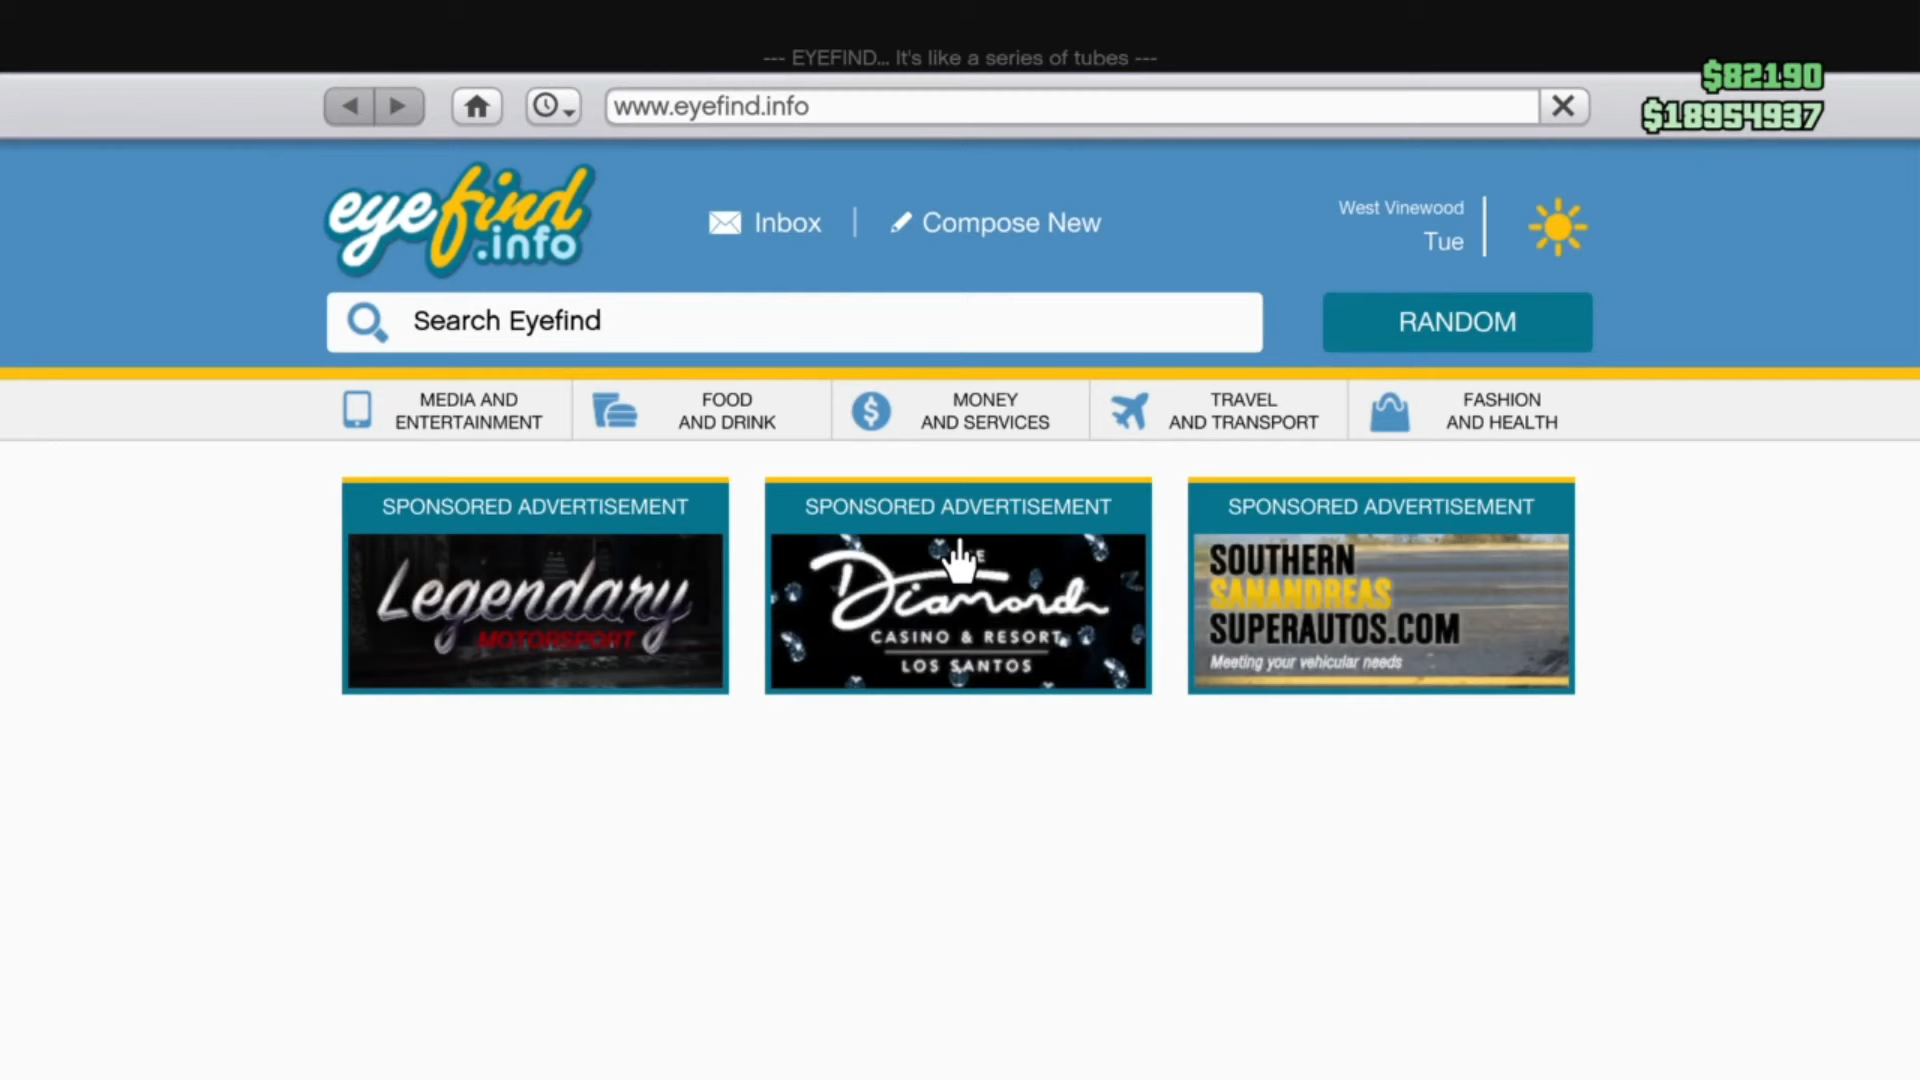 --- EYEFIND... It's like a series of tubes ---
$82190
$18954937
www.eyefind.info
eyefind
.info
Inbox
Compose New
West Vinewood
Tue
Search Eyefind
RANDOM
MEDIA AND
ENTERTAINMENT
FOOD
AND DRINK
MONEY
AND SERVICES
TRAVEL
AND TRANSPORT
FASHION
AND HEALTH
SPONSORED ADVERTISEMENT
Legendary
MOTORSPORT
SPONSORED ADVERTISEMENT
Diamond
CASINO & RESORT
LOS SANTOS
SPONSORED ADVERTISEMENT
SOUTHERN
SANANDREAS
SUPERAUTOS.COM
Meeting your vehicular needs